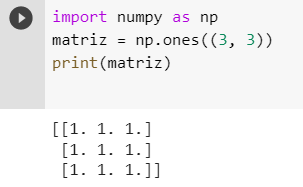 import numpy as np
matriz = np.ones((3, 3))
print(matriz)
[[1. 1. 1.]
 [1. 1. 1.]
 [1. 1. 1.]]